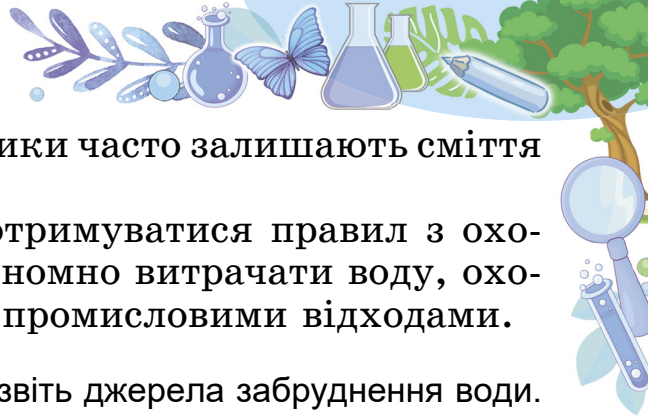 ики часто залишають сміття
отримуватися правил з охо-
номно витрачати воду, охо-
промисловими відходами.
звіть джерела забруднення води.